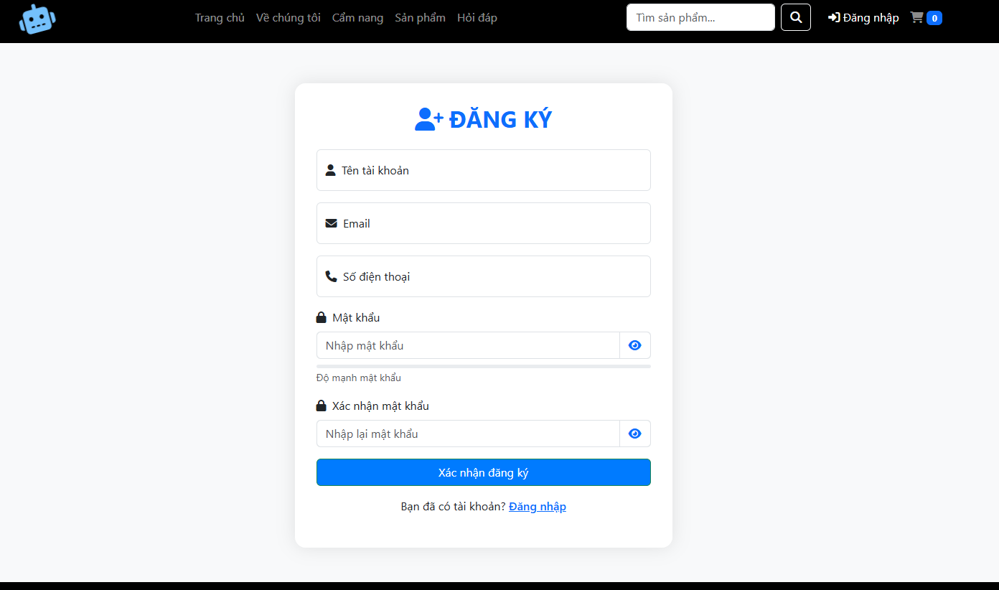 Trang chủ Về chúng tôi Cẩm nang Sản phẩm Hỏi đáp Tìm sản phẩm... Đăng nhập 0
ĐĂNG KÝ
Tên tài khoản
Email
Số điện thoại
Mật khẩu
Nhập mật khẩu
Độ mạnh mật khẩu
Xác nhận mật khẩu
Nhập lại mật khẩu
Xác nhận đăng ký
Bạn đã có tài khoản? Đăng nhập